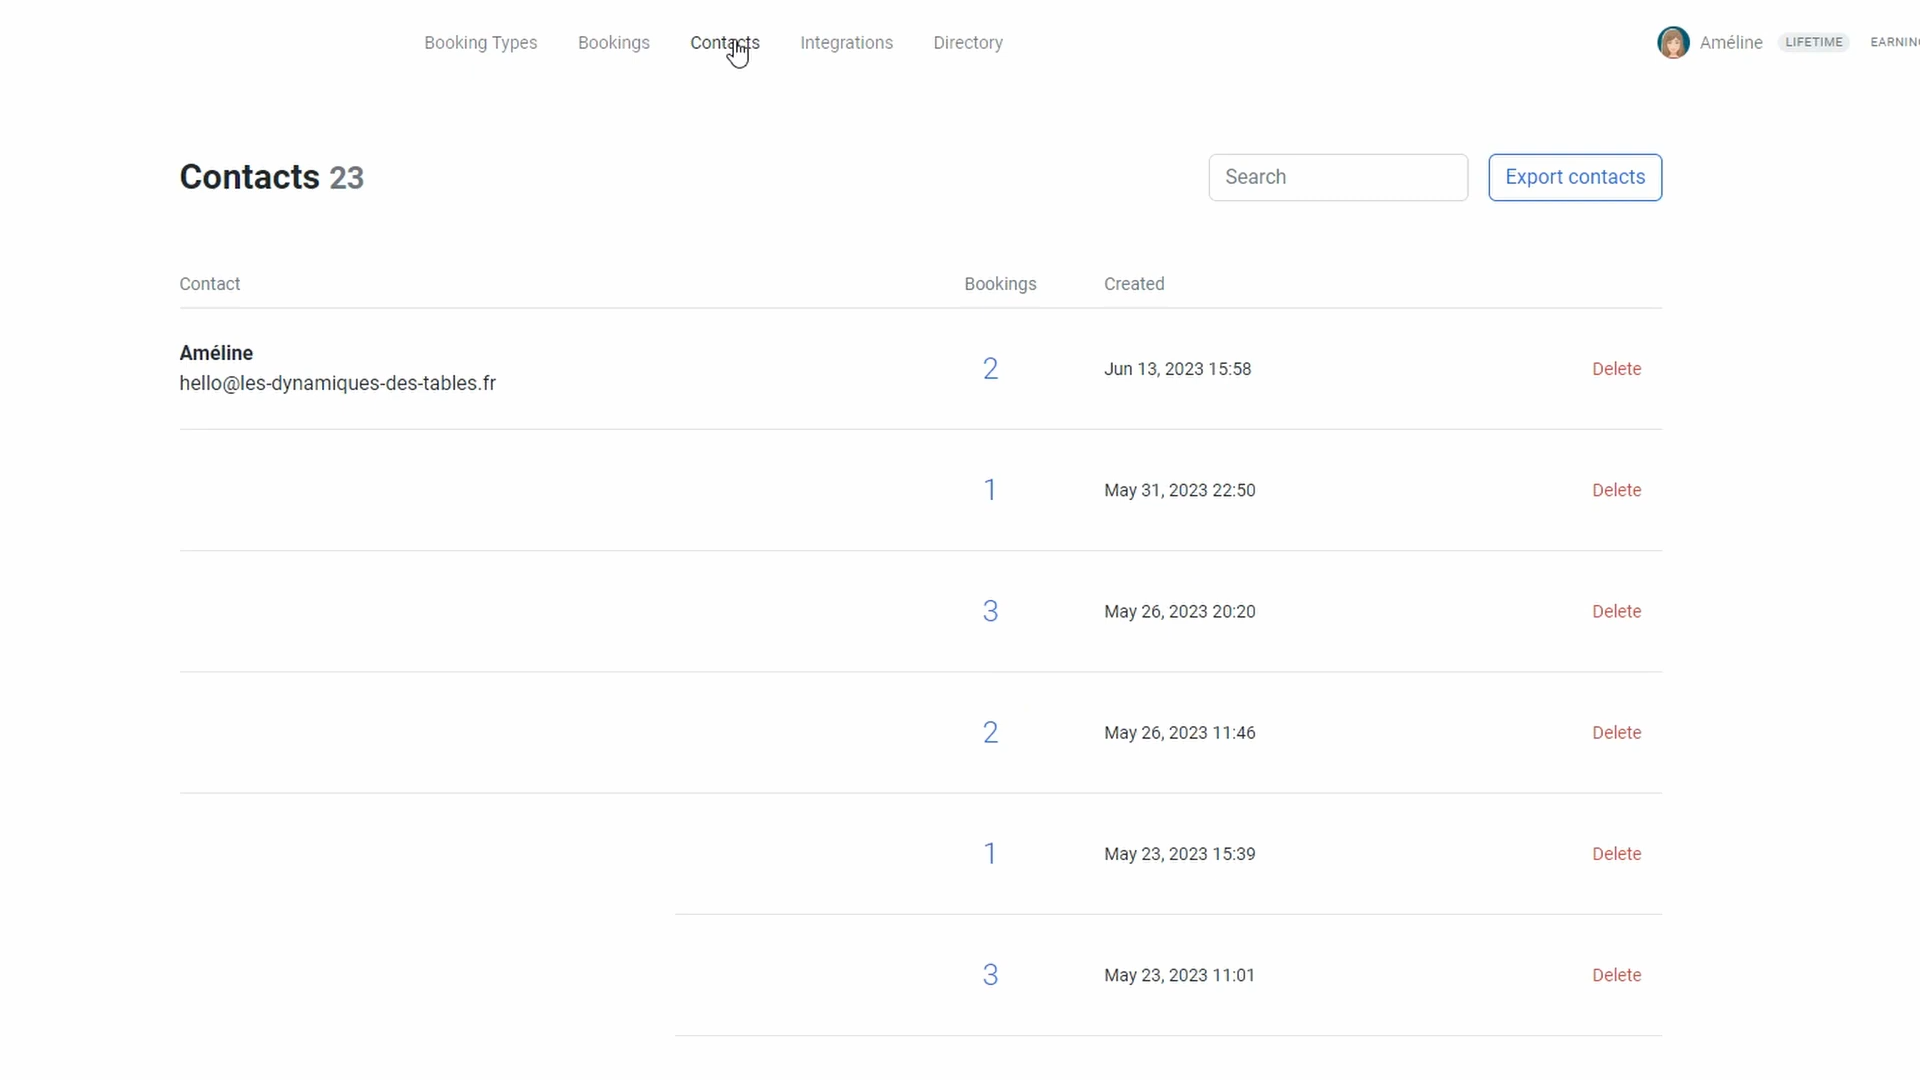 Booking Types Bookings Contacts Integrations Directory Améline LIFETIME
Contacts 23 Search Export contacts
Contact Bookings Created
Améline
hello@les-dynamiques-des-tables.fr
2 Jun 13, 2023 15:58 Delete
1 May 31, 2023 22:50 Delete
3 May 26, 2023 20:20 Delete
2 May 26, 2023 11:46 Delete
1 May 23, 2023 15:39 Delete
3 May 23, 2023 11:01 Delete